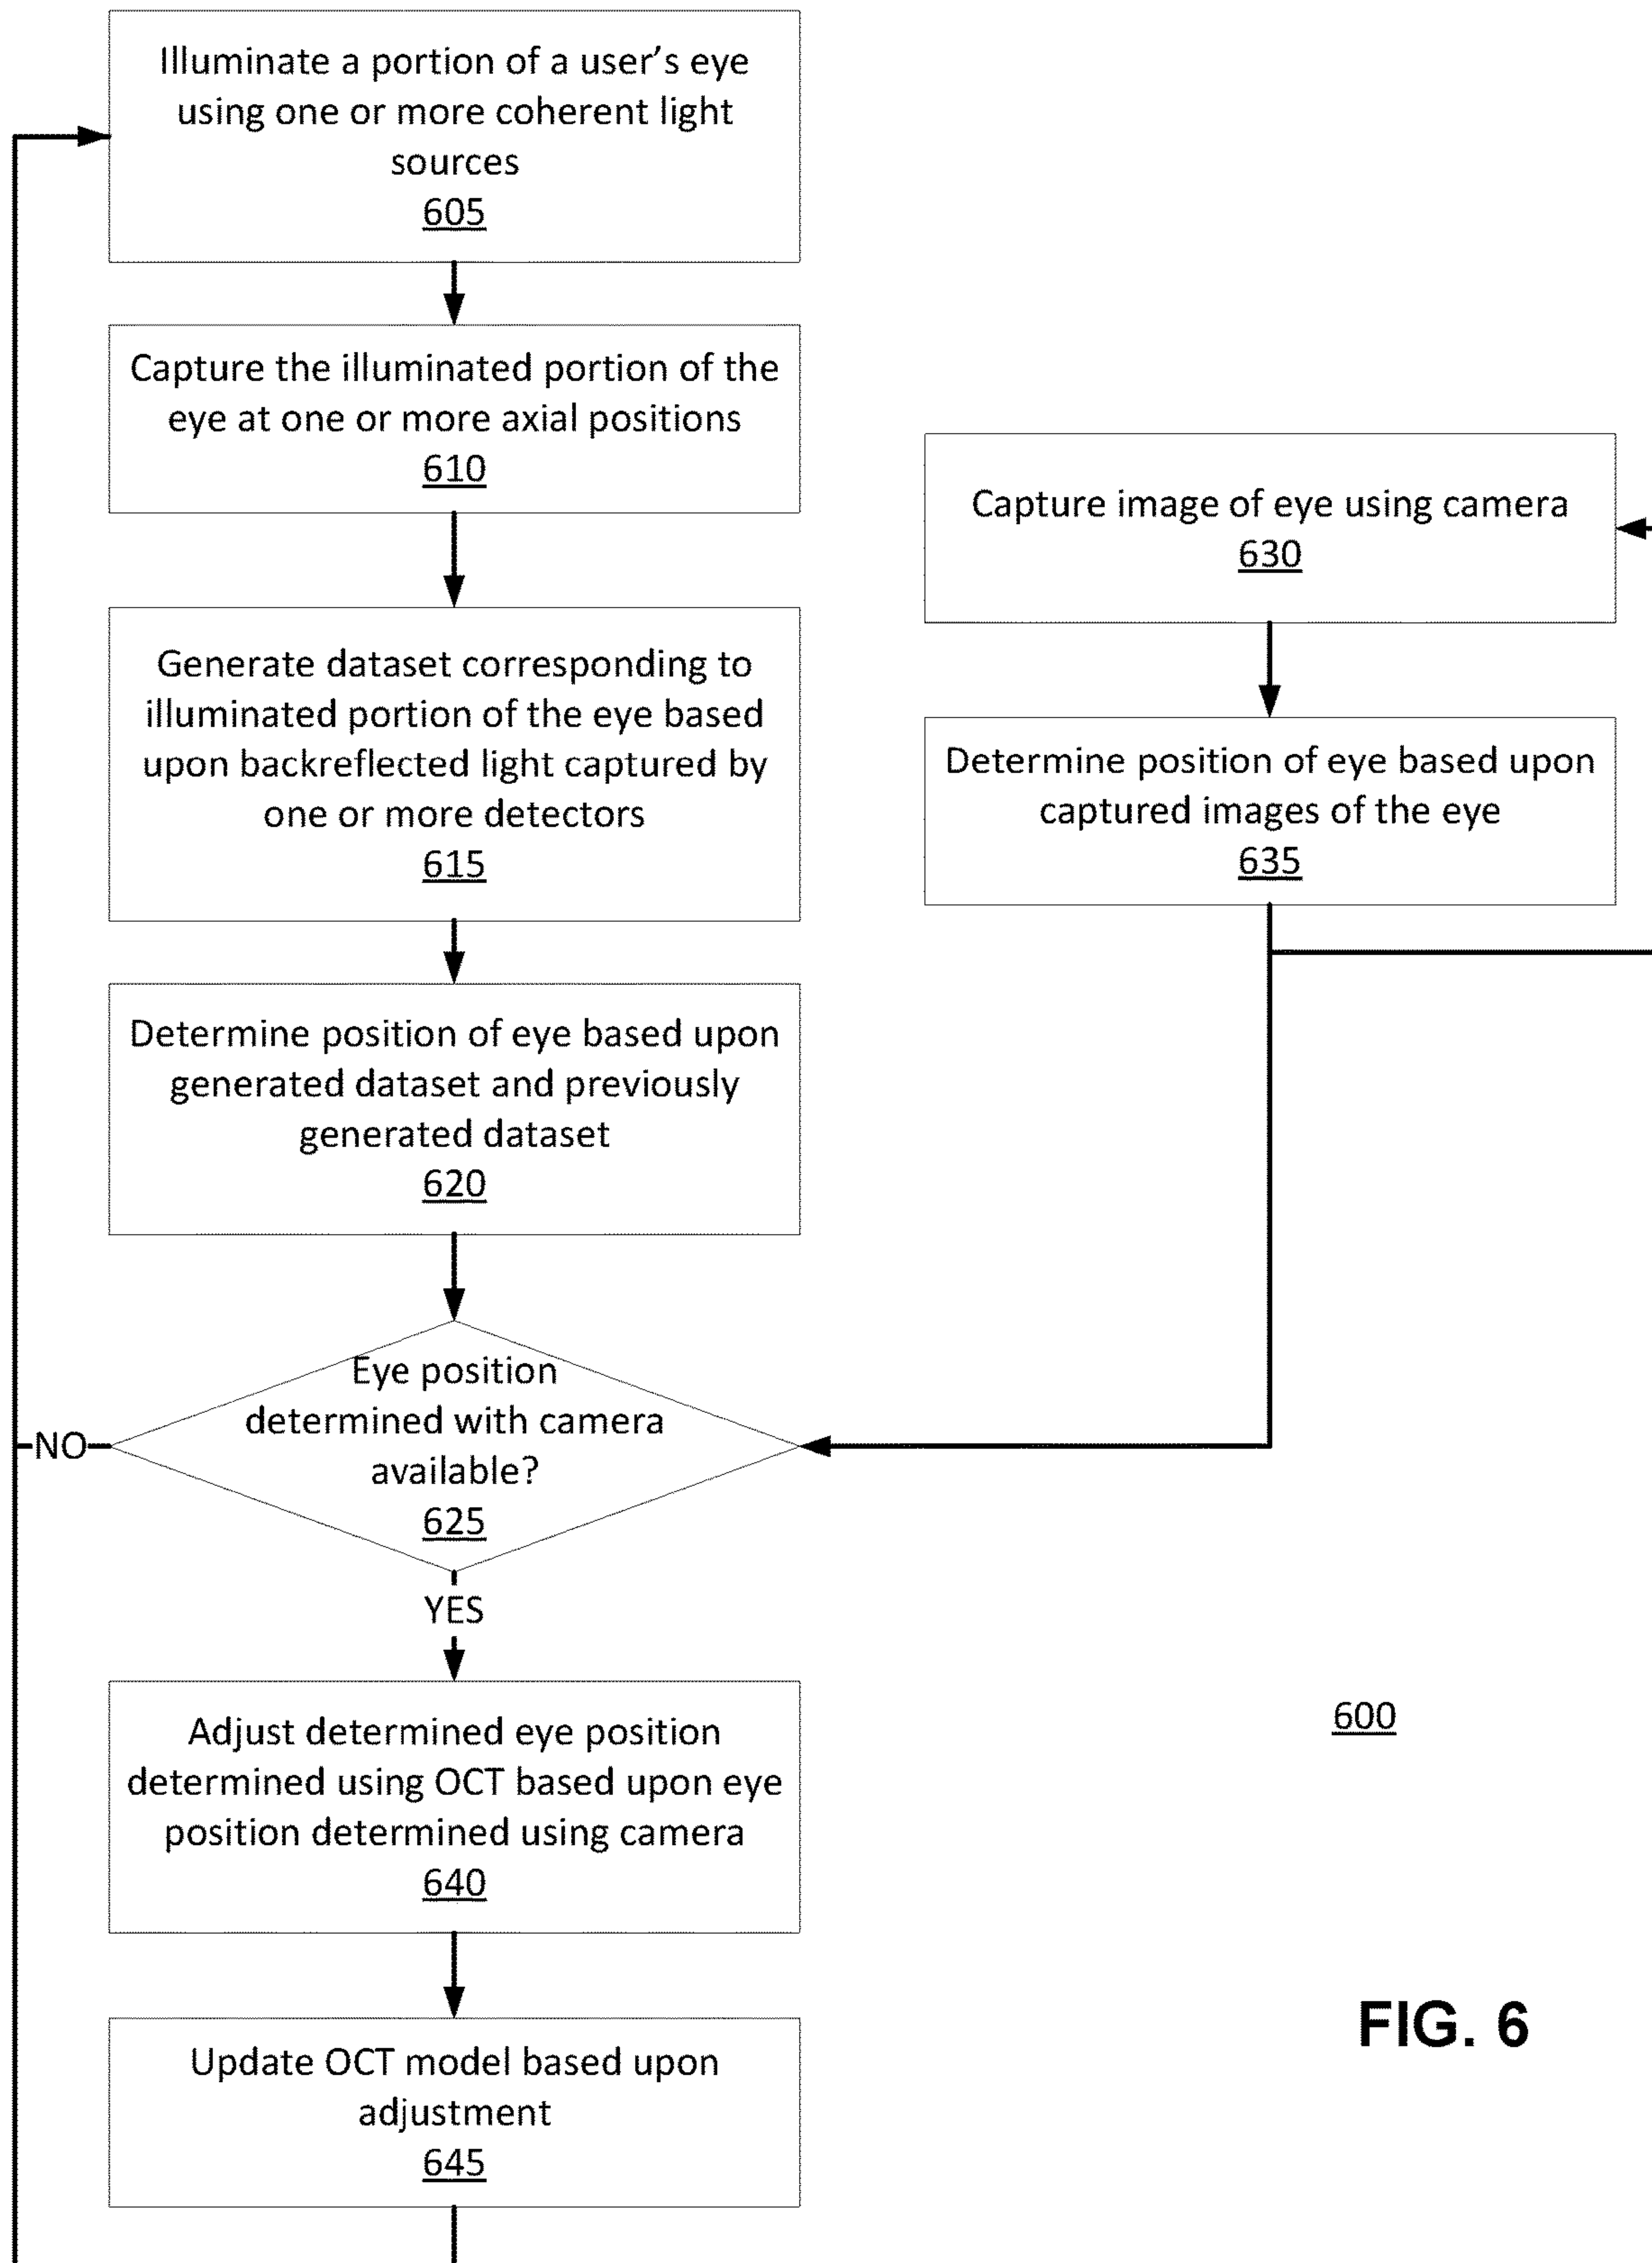 Illuminate a portion of a user’s eye
using one or more coherent light
sources
605
Capture the illuminated portion of the
eye at one or more axial positions
610
Generate dataset corresponding to
illuminated portion of the eye based
upon backreflected light captured by
one or more detectors
615
Determine position of eye based upon
generated dataset and previously
generated dataset
620
Eye position
determined with camera
available?
625
NO
YES
Adjust determined eye position
determined using OCT based upon eye
position determined using camera
640
Update OCT model based upon
adjustment
645
Capture image of eye using camera
630
Determine position of eye based upon
captured images of the eye
635
600
FIG. 6